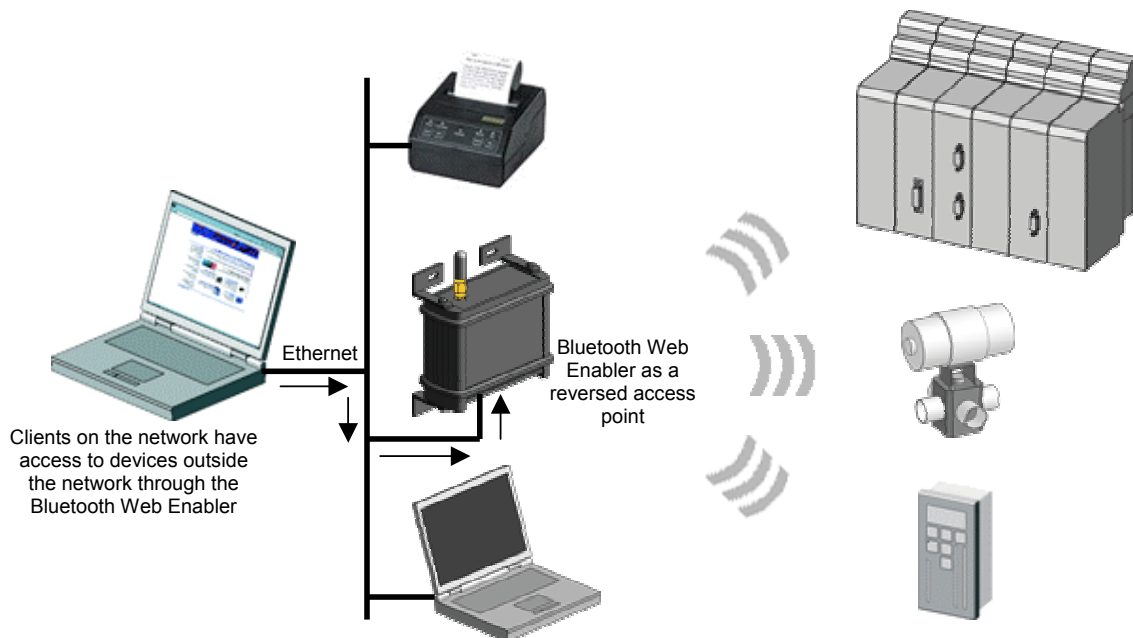 Ethernet
Bluetooth Web
Enabler as a
reversed access
point
Clients on the network have
access to devices outside
the network through the
Bluetooth Web Enabler